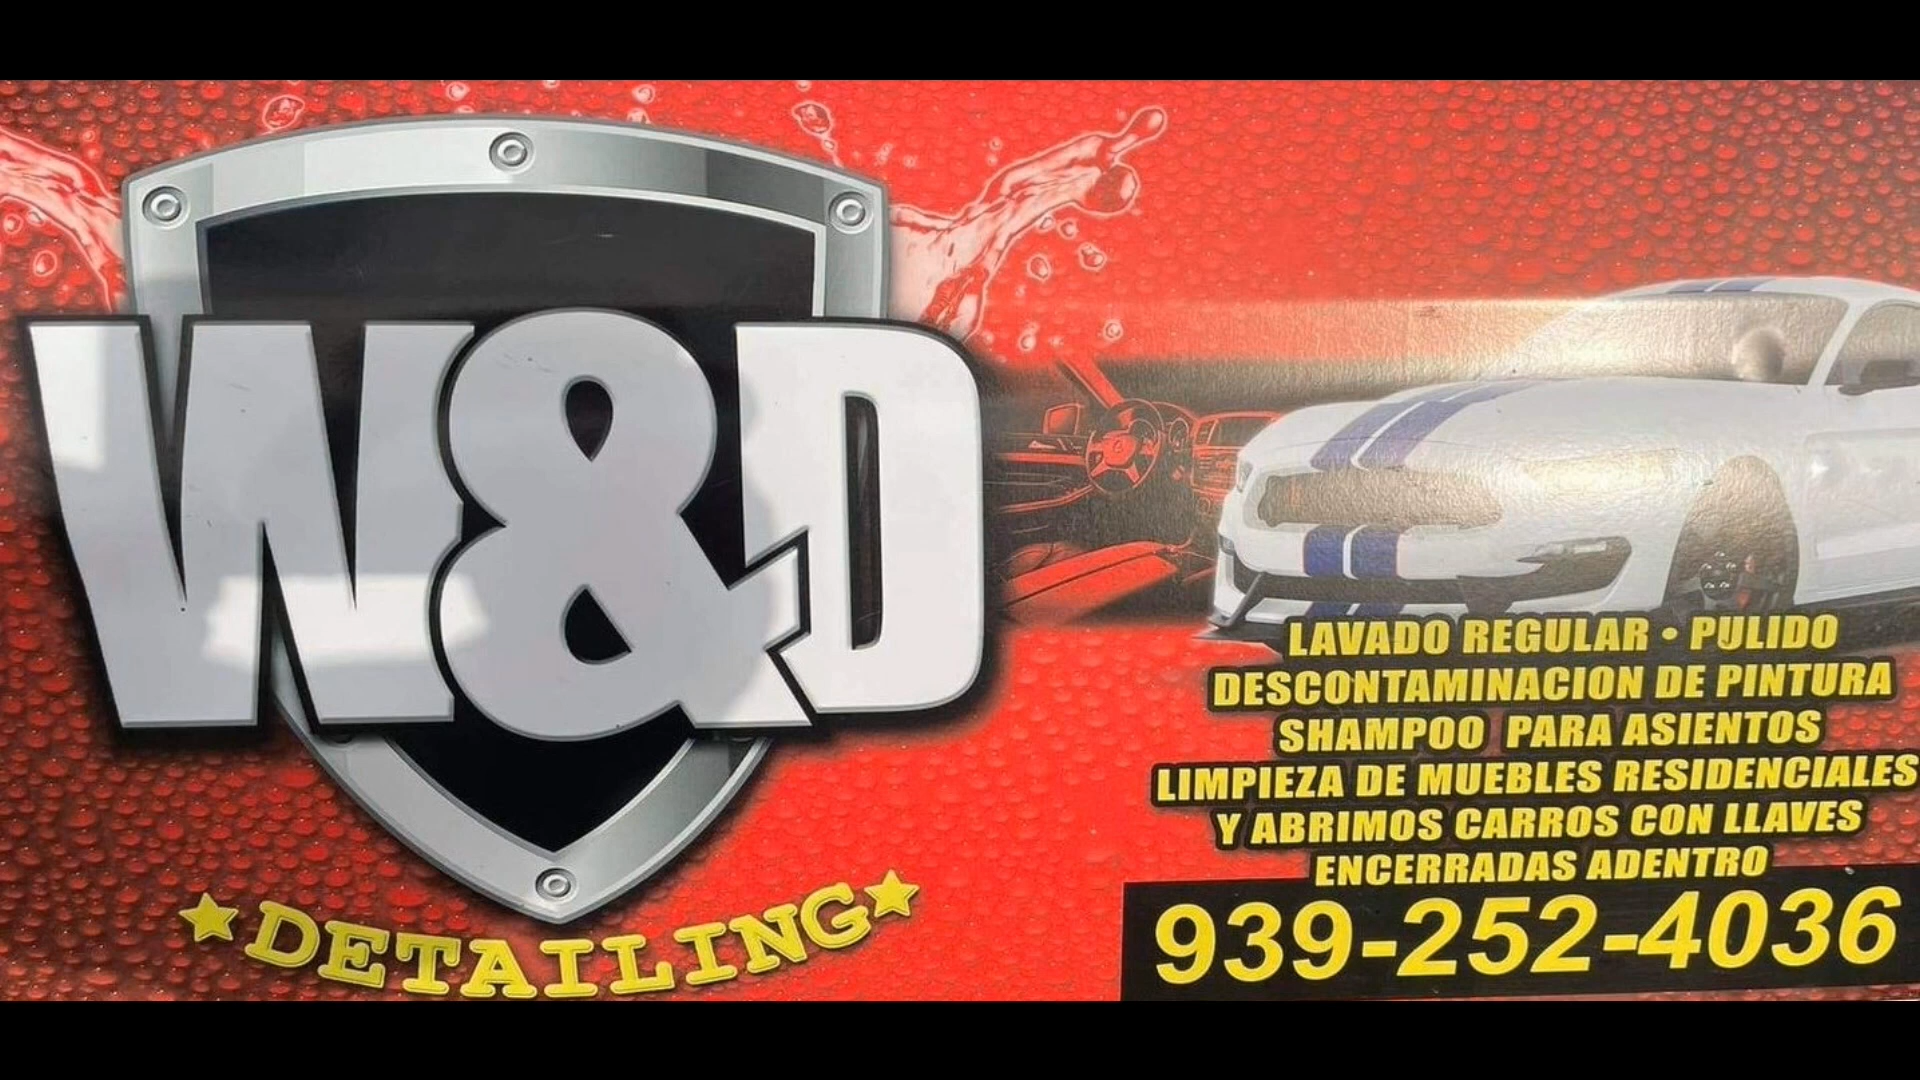 W&D
DETAILING
LAVADO REGULAR • PULIDO
DESCONTAMINACION DE PINTURA
SHAMPOO PARA ASIENTOS
LIMPIEZA DE MUEBLES RESIDENCIALES
Y ABRIMOS CARROS CON LLAVES
ENCERRADAS ADENTRO
939-252-4036